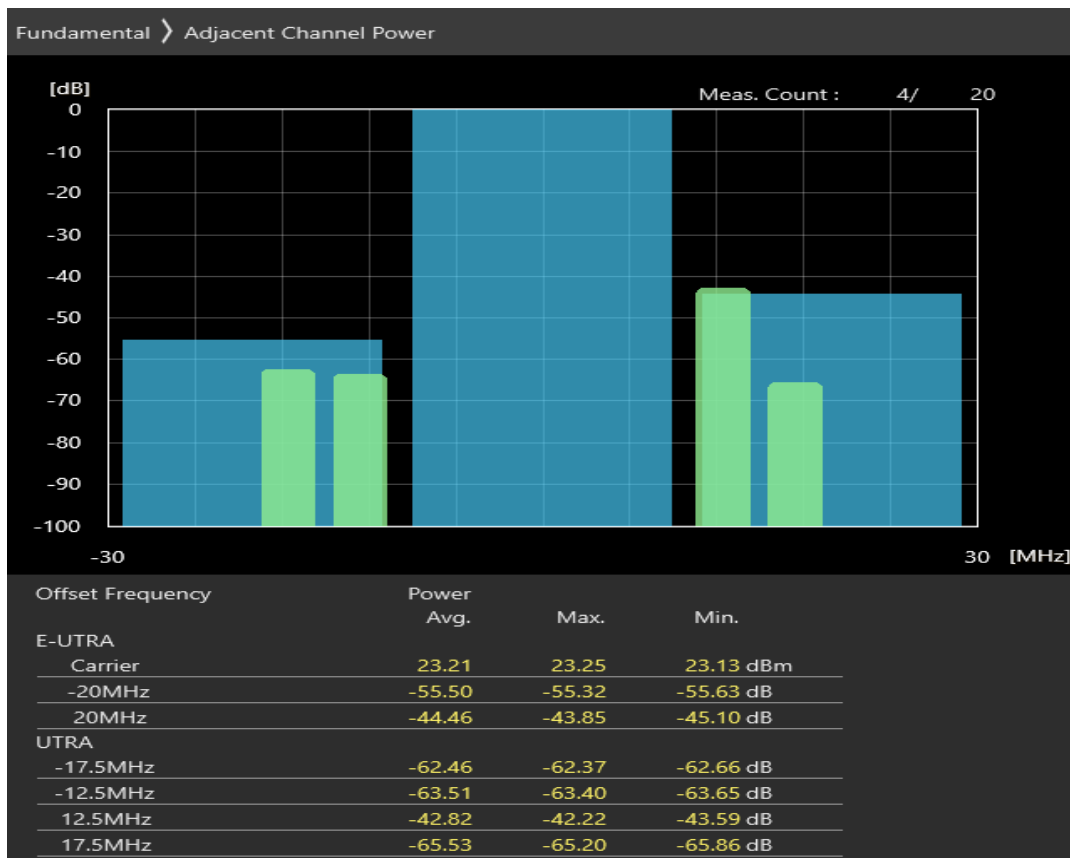 Fundamental 〉 Adjacent Channel Power
[dB]
Meas. Count : 4/ 20
0
-10
-20
-30
-40
-50
-60
-70
-80
-90
-100
-30 30 [MHz]
Offset Frequency Power
Avg. Max. Min.
E-UTRA
Carrier 23.21 23.25 23.13 dBm
-20MHz -55.50 -55.32 -55.63 dB
20MHz -44.46 -43.85 -45.10 dB
UTRA
-17.5MHz -62.46 -62.37 -62.66 dB
-12.5MHz -63.51 -63.40 -63.65 dB
12.5MHz -42.82 -42.22 -43.59 dB
17.5MHz -65.53 -65.20 -65.86 dB